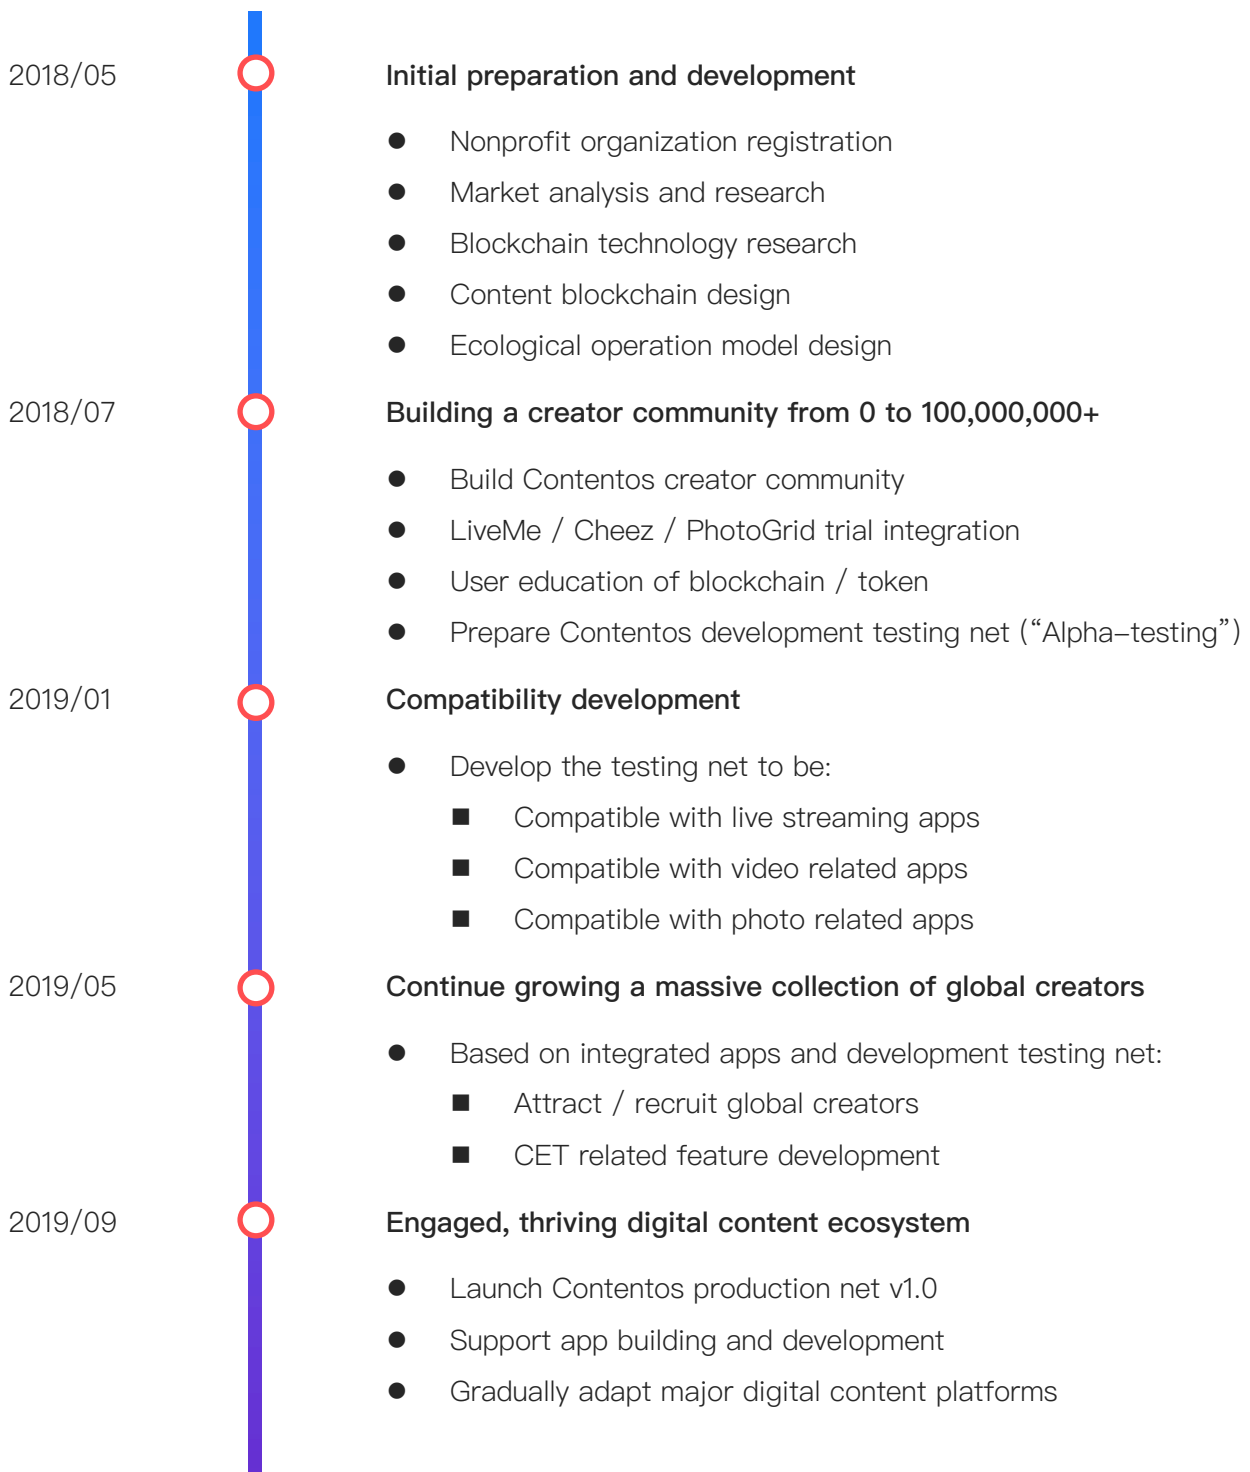 2018/05 Initial preparation and development
● Nonprofit organization registration
● Market analysis and research
● Blockchain technology research
● Content blockchain design
● Ecological operation model design
2018/07 Building a creator community from 0 to 100,000,000+
● Build Contentos creator community
● LiveMe / Cheez / PhotoGrid trial integration
● User education of blockchain / token
● Prepare Contentos development testing net (“Alpha-testing”)
2019/01 Compatibility development
● Develop the testing net to be:
■ Compatible with live streaming apps
■ Compatible with video related apps
■ Compatible with photo related apps
2019/05 Continue growing a massive collection of global creators
● Based on integrated apps and development testing net:
■ Attract / recruit global creators
■ CET related feature development
2019/09 Engaged, thriving digital content ecosystem
● Launch Contentos production net v1.0
● Support app building and development
● Gradually adapt major digital content platforms